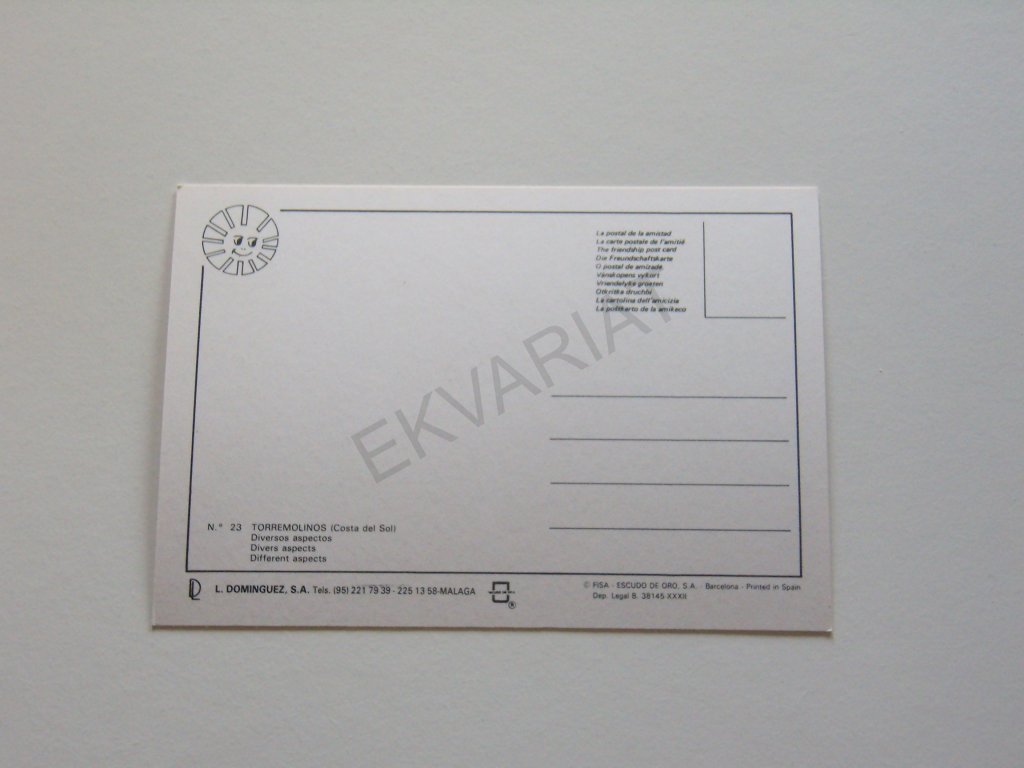 La postal de la amistad
La carte postale de l'amitié
The friendship post card
Die Freundschaftskarte
O postal de amizade
Vänskopens vykort
Vriendelyke groeten
Otkritka druchbi
La cartolina dell'amicizia
La poŝtkarto de la amikeco
EKVARIAT
N.° 23 TORREMOLINOS (Costa del Sol)
Diversos aspectos
Divers aspects
Different aspects
L. DOMINGUEZ, S.A. Tels. (95) 221 79 39 - 225 13 58-MALAGA
© FISA - ESCUDO DE ORO, S.A. Barcelona - Printed in Spain
Dep. Legal B. 38145 XXXII